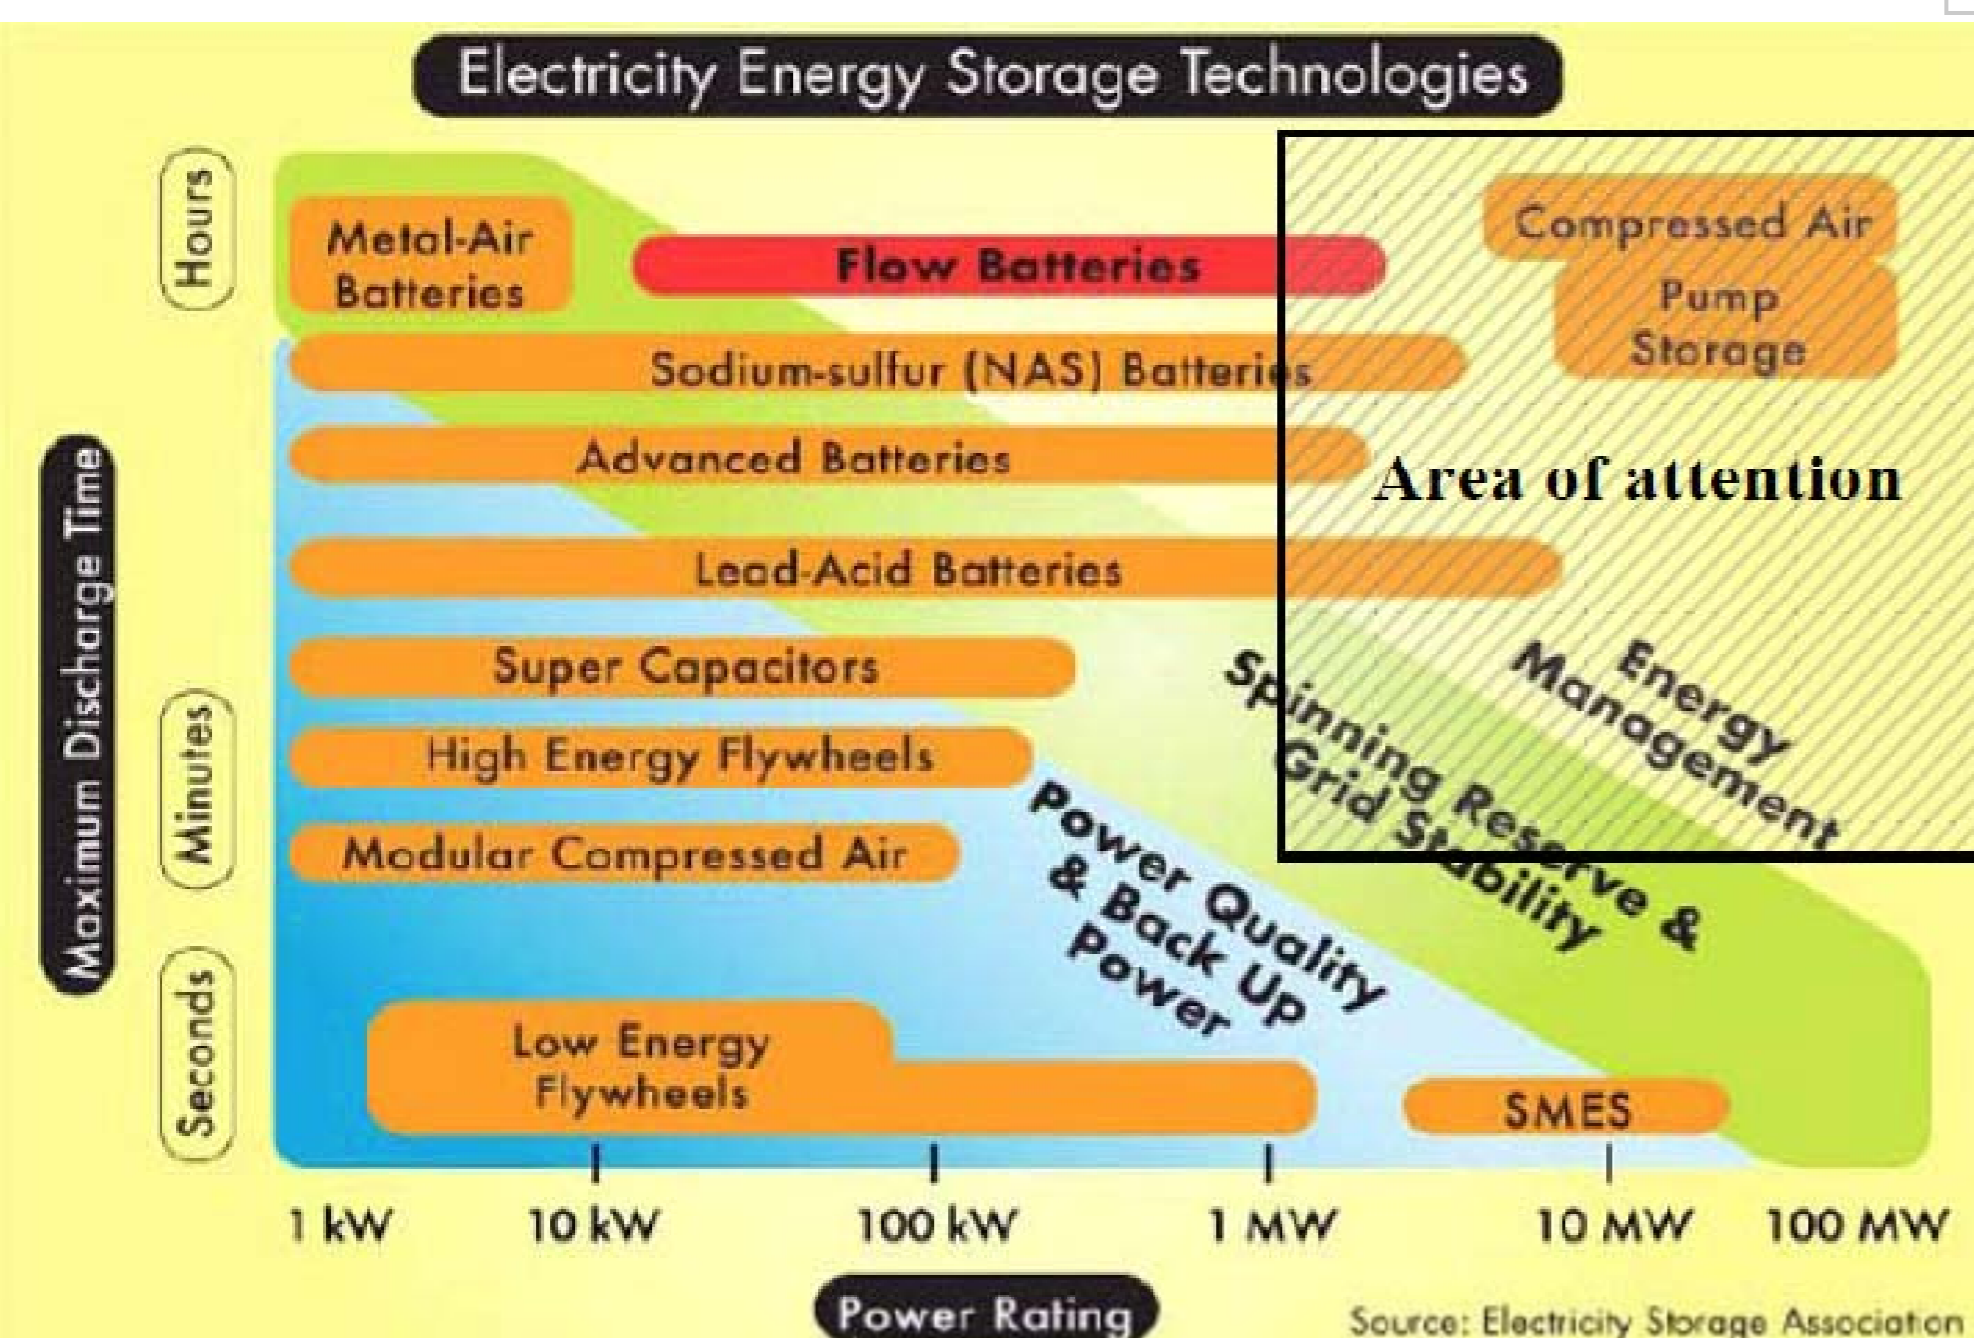 Electricity Energy Storage Technologies
Hours
Metal-Air
Batteries
Flow Batteries
Compressed Air
Pump
Storage
Sodium-sulfur (NAS) Batteries
Advanced Batteries
Area of attention
Maximum Discharge Time
Lead-Acid Batteries
Super Capacitors
Energy
Management
Spinning Reserve &
Grid Stability
Minutes
High Energy Flywheels
Modular Compressed Air
Power Quality
& Back Up
Power
Seconds
Low Energy
Flywheels
SMES
1 kW
10 kW
100 kW
1 MW
10 MW
100 MW
Power Rating
Source: Electricity Storage Association